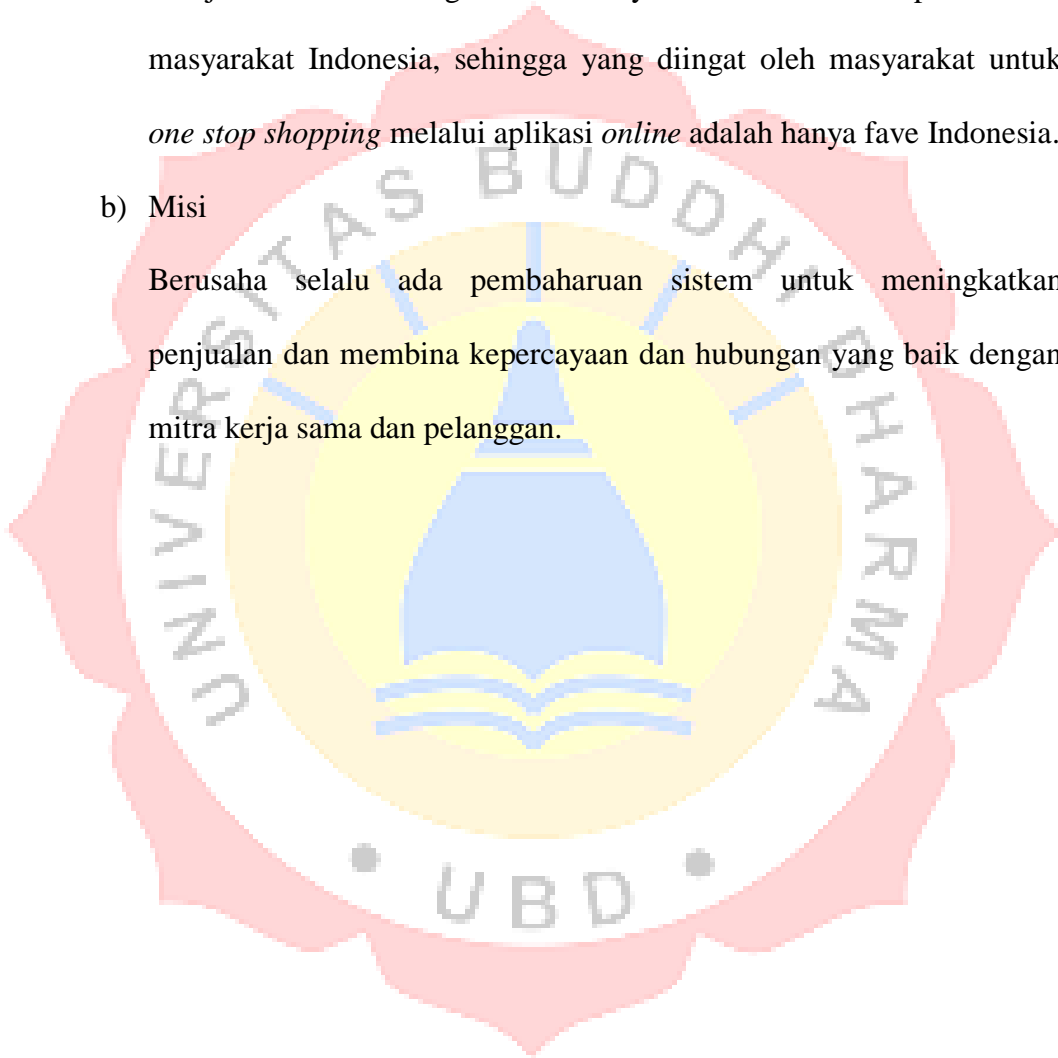 masyarakat Indonesia, sehingga yang diingat oleh masyarakat untuk
one stop shopping melalui aplikasi online adalah hanya fave Indonesia.
b) Misi
Berusaha selalu ada pembaharuan sistem untuk meningkatkan
penjualan dan membina kepercayaan dan hubungan yang baik dengan
mitra kerja sama dan pelanggan.
UNIVERSITAS BUDDHI DHARMA
• UBD •